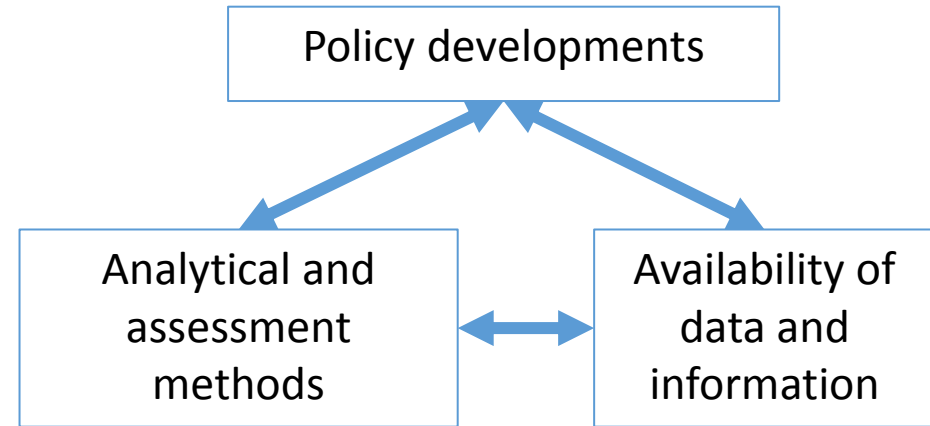 Policy developments
Analytical and
assessment
methods
Availability of
data and
information